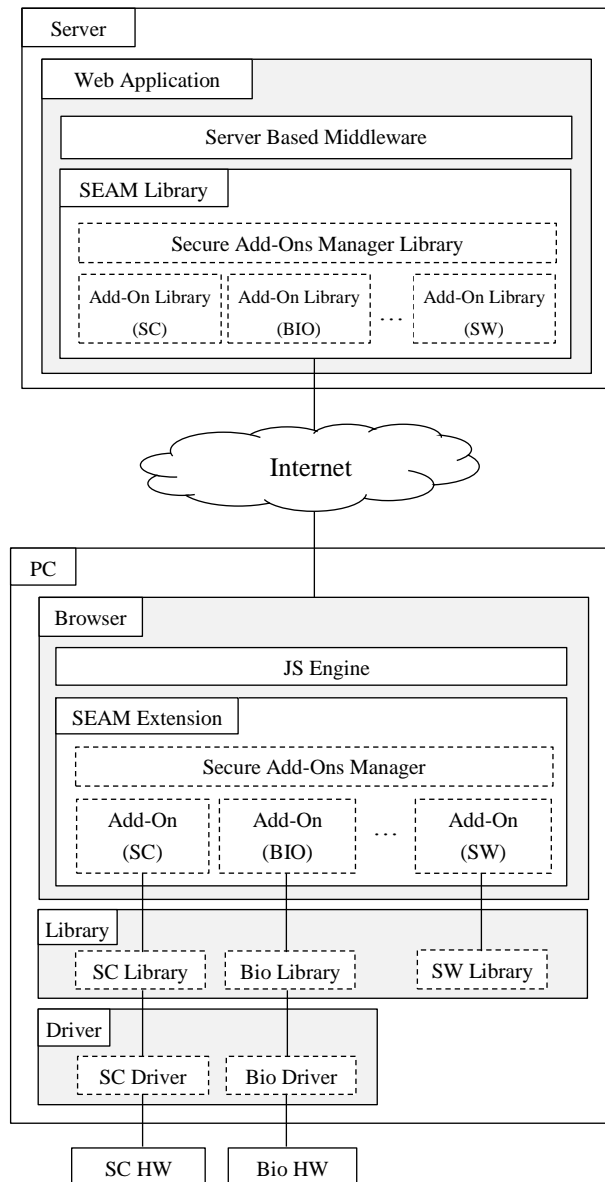 Server
Web Application
Server Based Middleware
SEAM Library
Secure Add-Ons Manager Library
Add-On Library
(SC)
Add-On Library
(BIO)
...
Add-On Library
(SW)
Internet
PC
Browser
JS Engine
SEAM Extension
Secure Add-Ons Manager
Add-On
(SC)
Add-On
(BIO)
...
Add-On
(SW)
Library
SC Library
Bio Library
SW Library
Driver
SC Driver
Bio Driver
SC HW
Bio HW